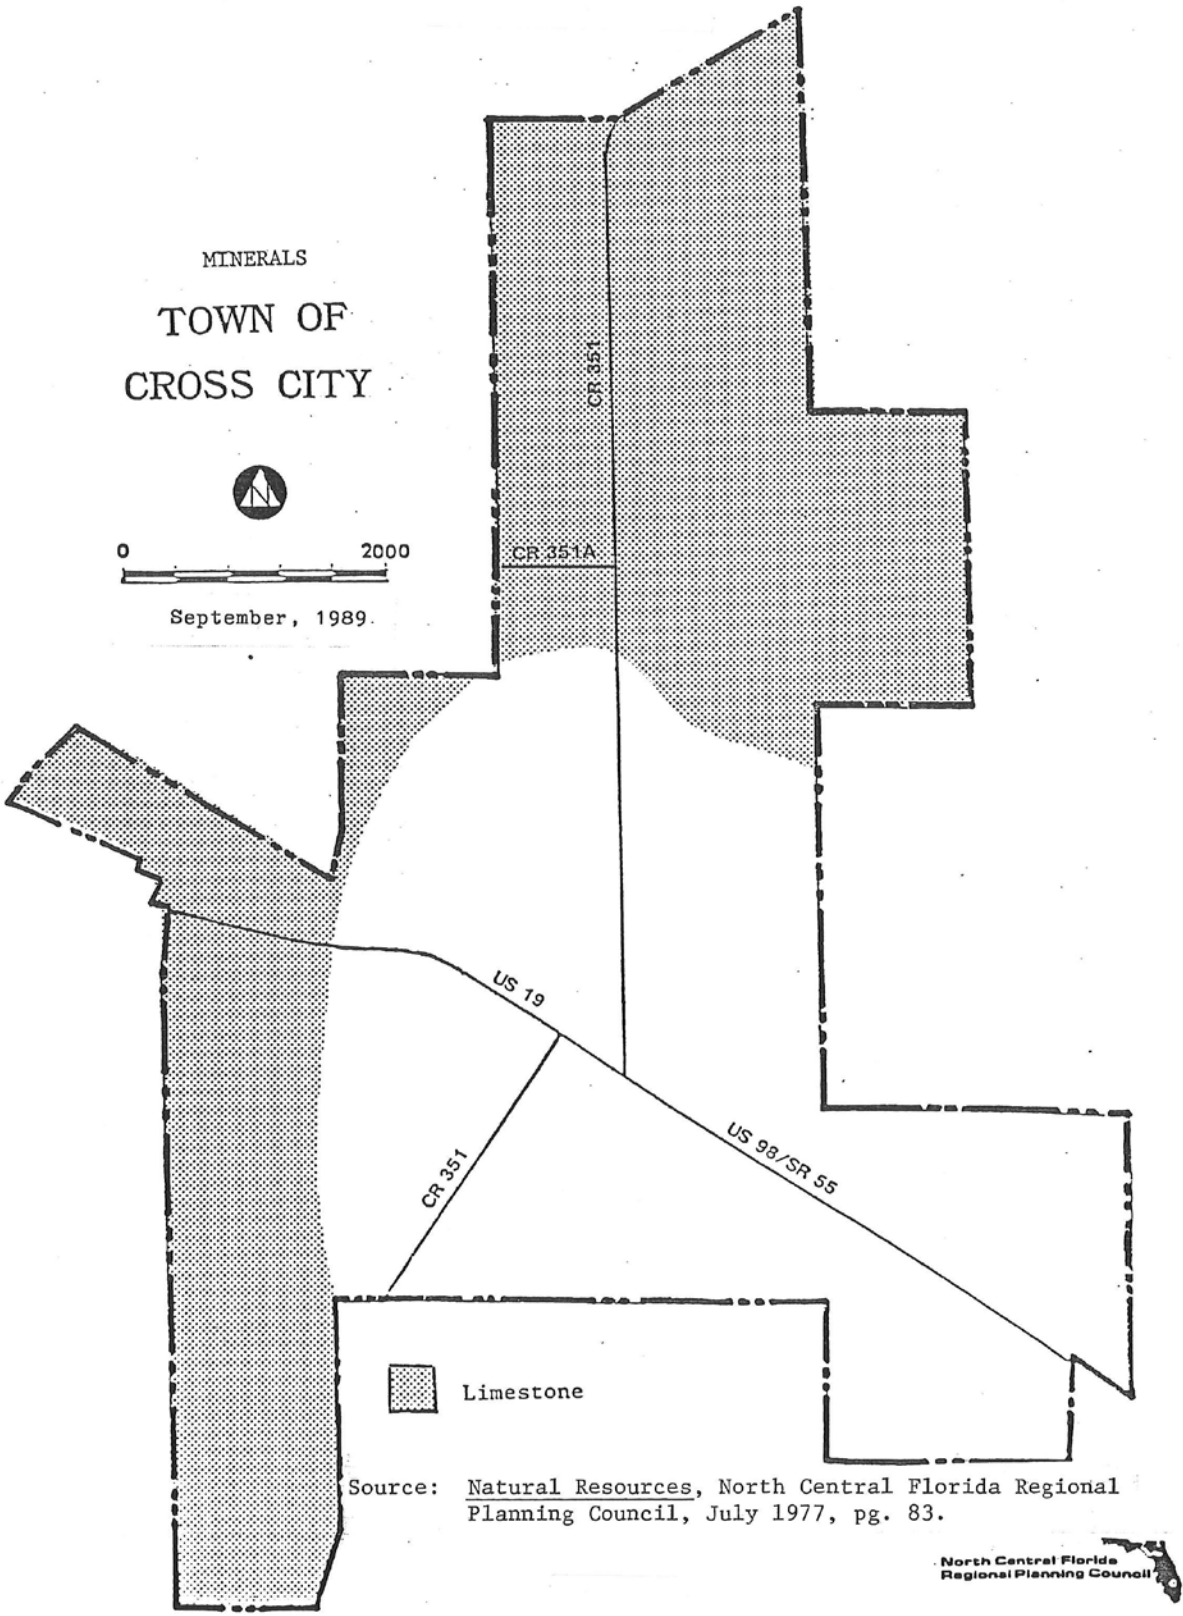 MINERALS
TOWN OF
CROSS CITY
N
0 2000
September, 1989.
CR 351
CR 351A
US 19
CR 351
US 98/SR 55
Limestone
Source: Natural Resources, North Central Florida Regional
Planning Council, July 1977, pg. 83.
North Central Florida
Regional Planning Council